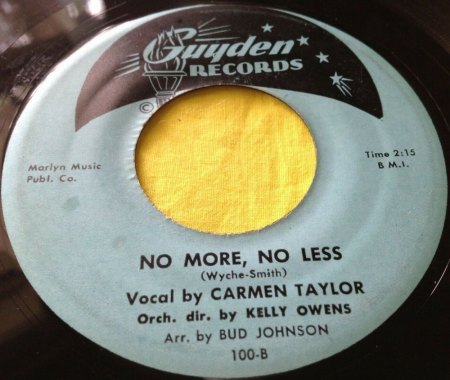 Guyden
RECORDS
©
Marlyn Music
Publ. Co.
Time 2:15
B M.I.
NO MORE, NO LESS
(Wyche-Smith)
Vocal by CARMEN TAYLOR
Orch. dir. by KELLY OWENS
Arr. by BUD JOHNSON
100-B